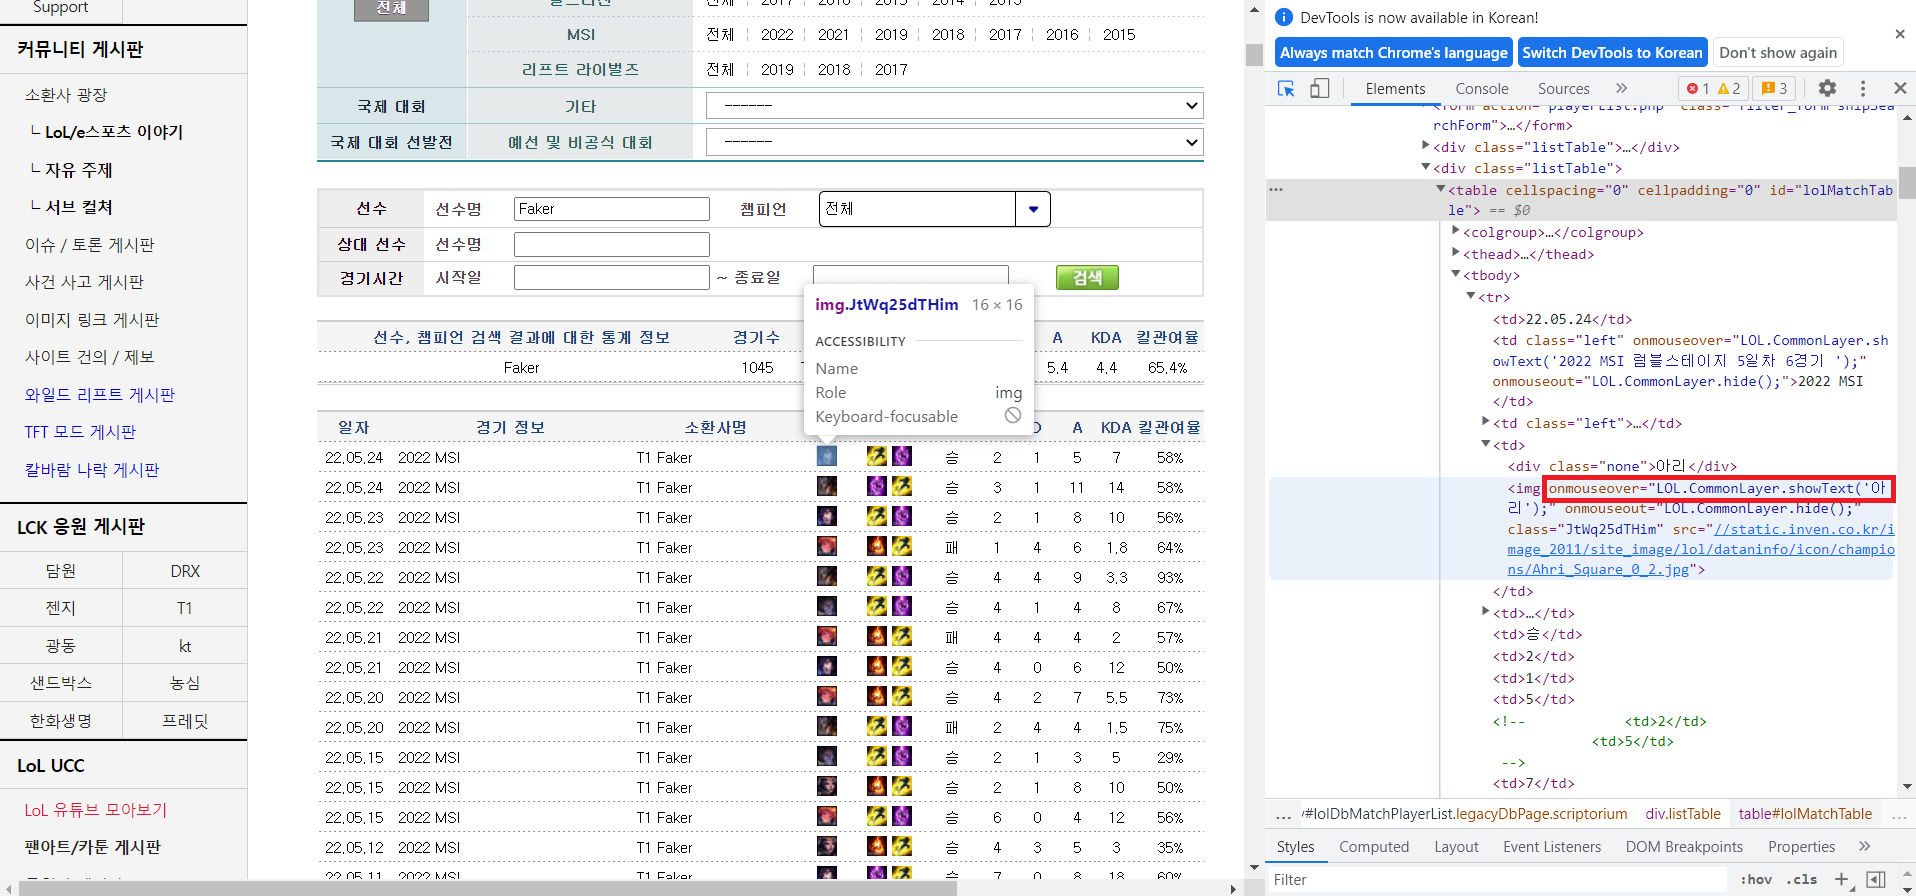 Support
커뮤니티 게시판
소환사 광장
└ LoL/e스포츠 이야기
└ 자유 주제
└ 서브 컬쳐
이슈 / 토론 게시판
사건 사고 게시판
이미지 링크 게시판
사이트 건의 / 제보
와일드 리프트 게시판
TFT 모드 게시판
칼바람 나락 게시판
LCK 응원 게시판
담원 DRX
젠지 T1
광동 kt
샌드박스 농심
한화생명 프레딧
LoL UCC
LoL 유튜브 모아보기
팬아트/카툰 게시판
전체
MSI 전체 2022 2021 2019 2018 2017 2016 2015
리프트 라이벌즈 전체 2019 2018 2017
국제 대회 기타 ------
국제 대회 선발전 예선 및 비공식 대회 ------
선수 선수명 Faker 챔피언 전체
상대 선수 선수명
경기시간 시작일 ~ 종료일 검색
선수, 챔피언 검색 결과에 대한 통계 정보 경기수 A KDA 킬관여율
Faker 1045 5.4 4.4 65.4%
img.JtWq25dTHim 16 × 16
ACCESSIBILITY
Name
Role img
Keyboard-focusable
일자 경기 정보 소환사명 A KDA 킬관여율
22.05.24 2022 MSI T1 Faker 승 2 1 5 7 58%
22.05.24 2022 MSI T1 Faker 승 3 1 11 14 58%
22.05.23 2022 MSI T1 Faker 승 2 1 8 10 56%
22.05.23 2022 MSI T1 Faker 패 1 4 6 1.8 64%
22.05.22 2022 MSI T1 Faker 승 4 4 9 3.3 93%
22.05.22 2022 MSI T1 Faker 승 4 1 4 8 67%
22.05.21 2022 MSI T1 Faker 패 4 4 4 2 57%
22.05.21 2022 MSI T1 Faker 승 4 0 6 12 50%
22.05.20 2022 MSI T1 Faker 승 4 2 7 5.5 73%
22.05.20 2022 MSI T1 Faker 패 2 4 4 1.5 75%
22.05.15 2022 MSI T1 Faker 승 2 1 3 5 29%
22.05.15 2022 MSI T1 Faker 승 2 1 8 10 50%
22.05.15 2022 MSI T1 Faker 승 6 0 4 12 56%
22.05.12 2022 MSI T1 Faker 승 4 3 5 3 35%
22.05.11 2022 MSI T1 Faker 승 7 0 8 18 60%
DevTools is now available in Korean!
Always match Chrome's language Switch DevTools to Korean Don't show again
Elements Console Sources » 1 2 3
<form action="playerList.php" class="filter_form shipSea
rchForm">…</form>
<div class="listTable">…</div>
<div class="listTable">
<table cellspacing="0" cellpadding="0" id="lolMatchTab
le"> == $0
<colgroup>…</colgroup>
<thead>…</thead>
<tbody>
<tr>
<td>22.05.24</td>
<td class="left" onmouseover="LOL.CommonLayer.sh
owText('2022 MSI 럼블스테이지 5일차 6경기 ');"
onmouseout="LOL.CommonLayer.hide();">2022 MSI
</td>
<td class="left">…</td>
<td>
<div class="none">아리</div>
<img onmouseover="LOL.CommonLayer.showText('아
리');" onmouseout="LOL.CommonLayer.hide();"
class="JtWq25dTHim" src="//static.inven.co.kr/i
mage_2011/site_image/lol/dataninfo/icon/champio
ns/Ahri_Square_0_2.jpg">
</td>
<td>…</td>
<td>승</td>
<td>2</td>
<td>1</td>
<td>5</td>
<!-- <td>2</td>
<td>5</td>
-->
<td>7</td>
… v#lolDbMatchPlayerList.legacyDbPage.scriptorium div.listTable table#lolMatchTable …
Styles Computed Layout Event Listeners DOM Breakpoints Properties »
Filter :hov .cls +